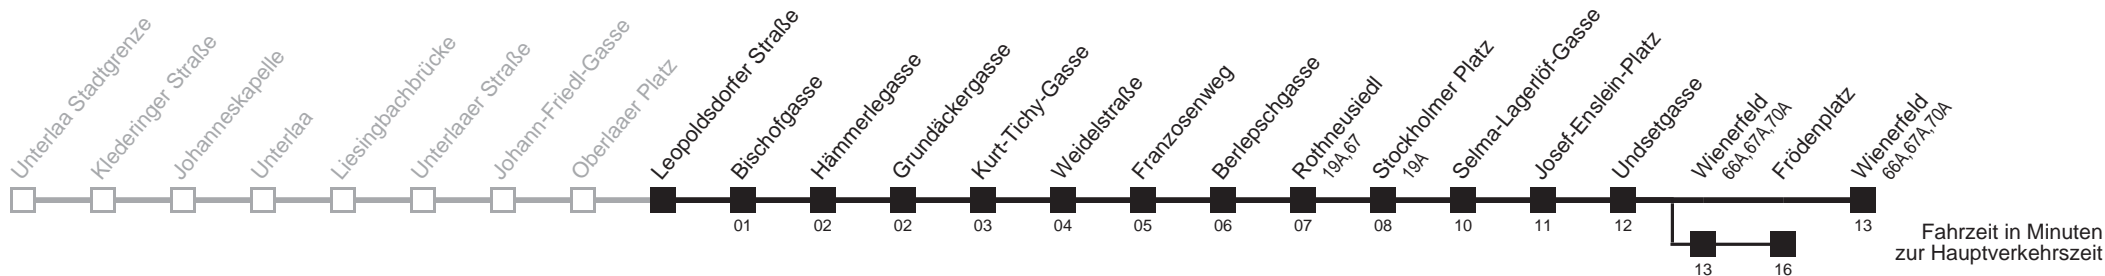 Unterlaa Stadtgrenze
Klederinger Straße
Johanneskapelle
Unterlaa
Liesingbachbrücke
Unterlaaer Straße
Johann-Friedl-Gasse
Oberlaaer Platz
Leopoldsdorfer Straße
Bischofgasse
Hämmerlegasse
Grundäckergasse
Kurt-Tichy-Gasse
Weidelstraße
Franzosenweg
Berlepschgasse
Rothneusiedl
19A,67
Stockholmer Platz
19A
Selma-Lagerlöf-Gasse
Josef-Enslein-Platz
Undsetgasse
Wienerfeld
66A,67A,70A
Frödenplatz
Wienerfeld
66A,67A,70A
01 02 02 03 04 05 06 07 08 10 11 12 13
13 16
Fahrzeit in Minuten
zur Hauptverkehrszeit